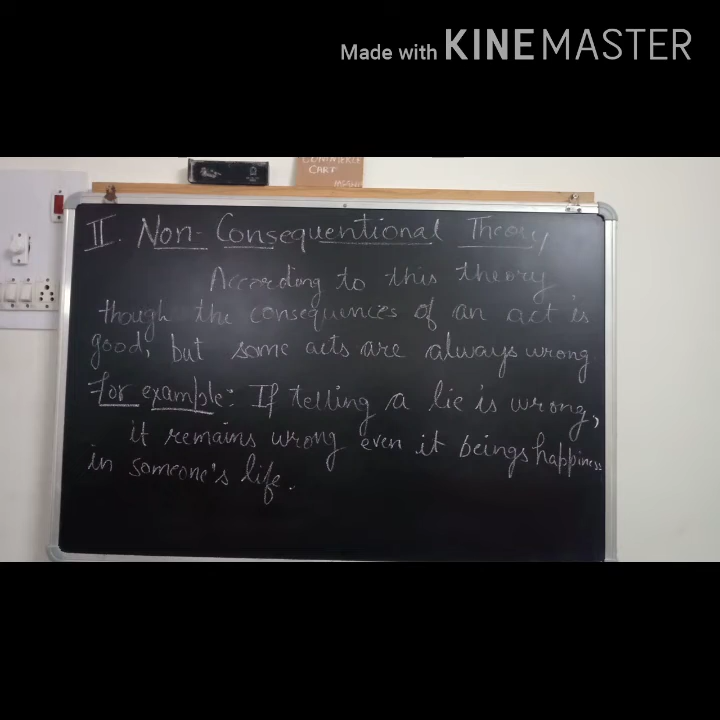 Made with KINEMASTER
COMMERCE
CART
II. Non-Consequentional Theory
According to this theory
though the consequences of an act is
good, but some acts are always wrong
For example: If telling a lie is wrong,
it remains wrong even it beings happiness
in someone's life.